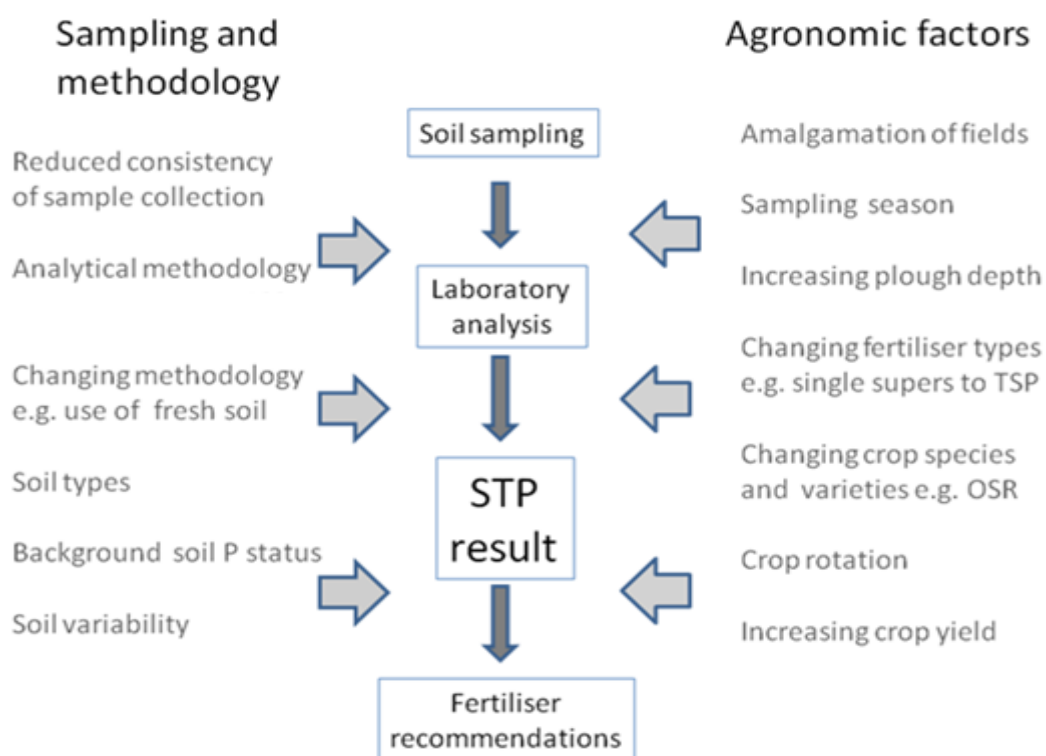 Sampling and
methodology
Reduced consistency
of sample collection
Analytical methodology
Changing methodology
e.g. use of fresh soil
Soil types
Background soil P status
Soil variability
Soil sampling
Laboratory
analysis
STP
result
Fertiliser
recommendations
Agronomic factors
Amalgamation of fields
Sampling season
Increasing plough depth
Changing fertiliser types
e.g. single supers to TSP
Changing crop species
and varieties e.g. OSR
Crop rotation
Increasing crop yield